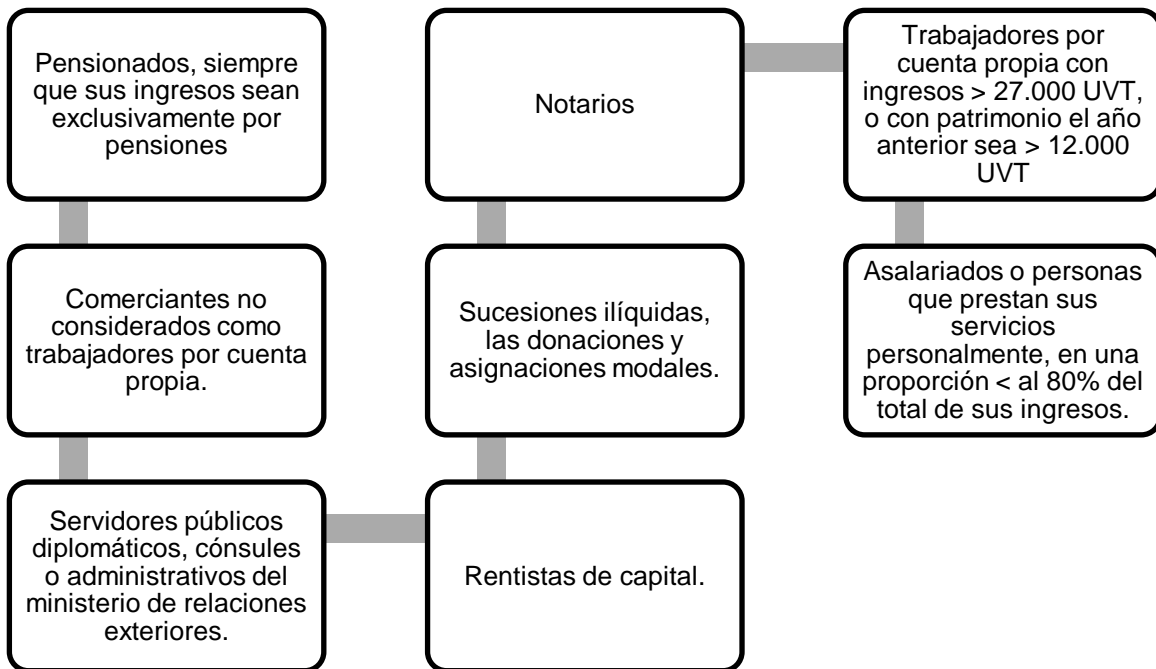 Pensionados, siempre
que sus ingresos sean
exclusivamente por
pensiones
Comerciantes no
considerados como
trabajadores por cuenta
propia.
Servidores públicos
diplomáticos, cónsules
o administrativos del
ministerio de relaciones
exteriores.
Rentistas de capital.
Sucesiones ilíquidas,
las donaciones y
asignaciones modales.
Notarios
Trabajadores por
cuenta propia con
ingresos > 27.000 UVT,
o con patrimonio el año
anterior sea > 12.000
UVT
Asalariados o personas
que prestan sus
servicios
personalmente, en una
proporción < al 80% del
total de sus ingresos.